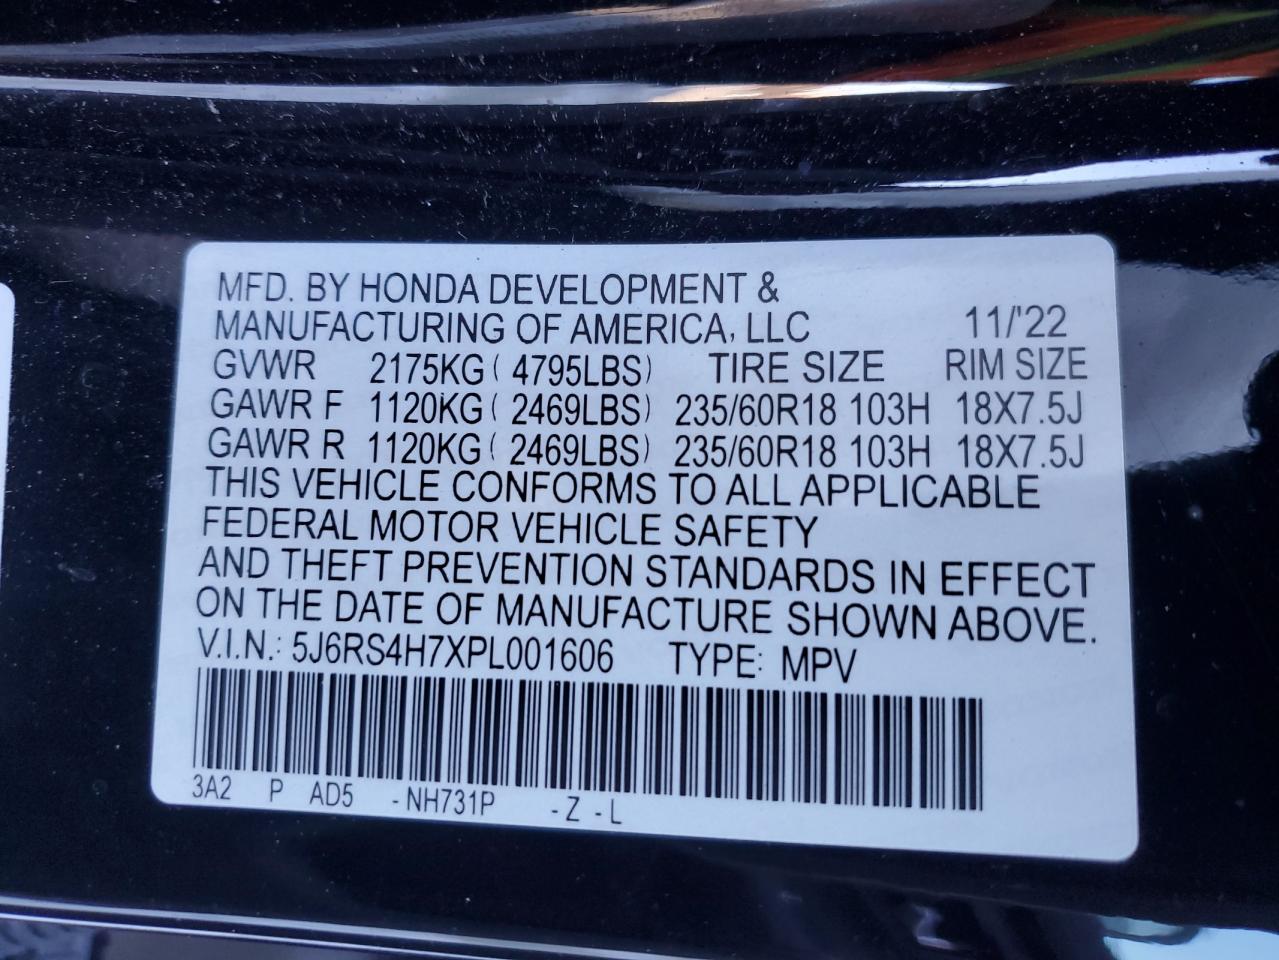 MFD. BY HONDA DEVELOPMENT &
MANUFACTURING OF AMERICA, LLC 11/'22
GVWR 2175KG ( 4795LBS) TIRE SIZE RIM SIZE
GAWR F 1120KG ( 2469LBS) 235/60R18 103H 18X7.5J
GAWR R 1120KG ( 2469LBS) 235/60R18 103H 18X7.5J
THIS VEHICLE CONFORMS TO ALL APPLICABLE
FEDERAL MOTOR VEHICLE SAFETY
AND THEFT PREVENTION STANDARDS IN EFFECT
ON THE DATE OF MANUFACTURE SHOWN ABOVE.
V.I.N.: 5J6RS4H7XPL001606 TYPE: MPV
3A2 P AD5 -NH731P -Z -L